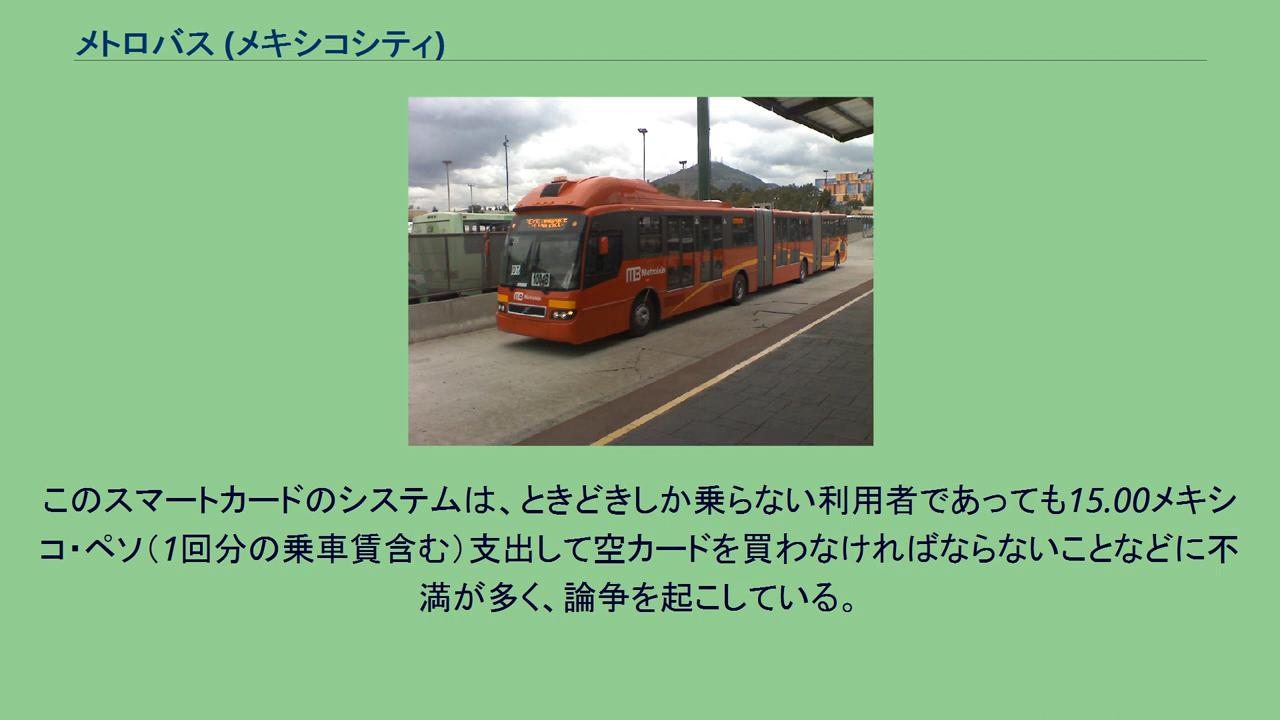 メトロバス (メキシコシティ)
MB Metrobús
MB Metrobús
このスマートカードのシステムは、ときどきしか乗らない利用者であっても15.00メキシ
コ・ペソ（1回分の乗車賃含む）支出して空カードを買わなければならないことなどに不
満が多く、論争を起こしている。